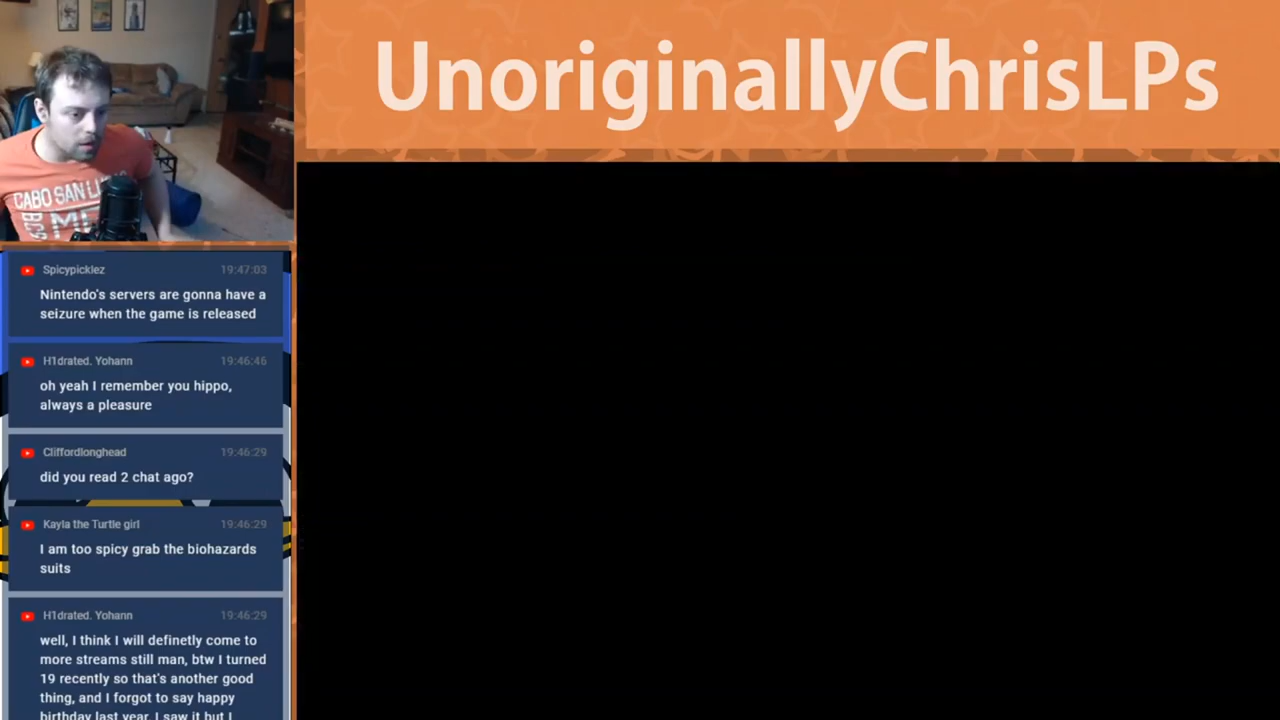 UnoriginallyChrisLPs
CABO SAN LU
Spicypicklez 19:47:03
Nintendo's servers are gonna have a
seizure when the game is released
H1drated. Yohann 19:46:46
oh yeah I remember you hippo,
always a pleasure
Cliffordlonghead 19:46:29
did you read 2 chat ago?
Kayla the Turtle girl 19:46:29
I am too spicy grab the biohazards
suits
H1drated. Yohann 19:46:29
well, I think I will definetly come to
more streams still man, btw I turned
19 recently so that's another good
thing, and I forgot to say happy
birthday last year, I saw it but I